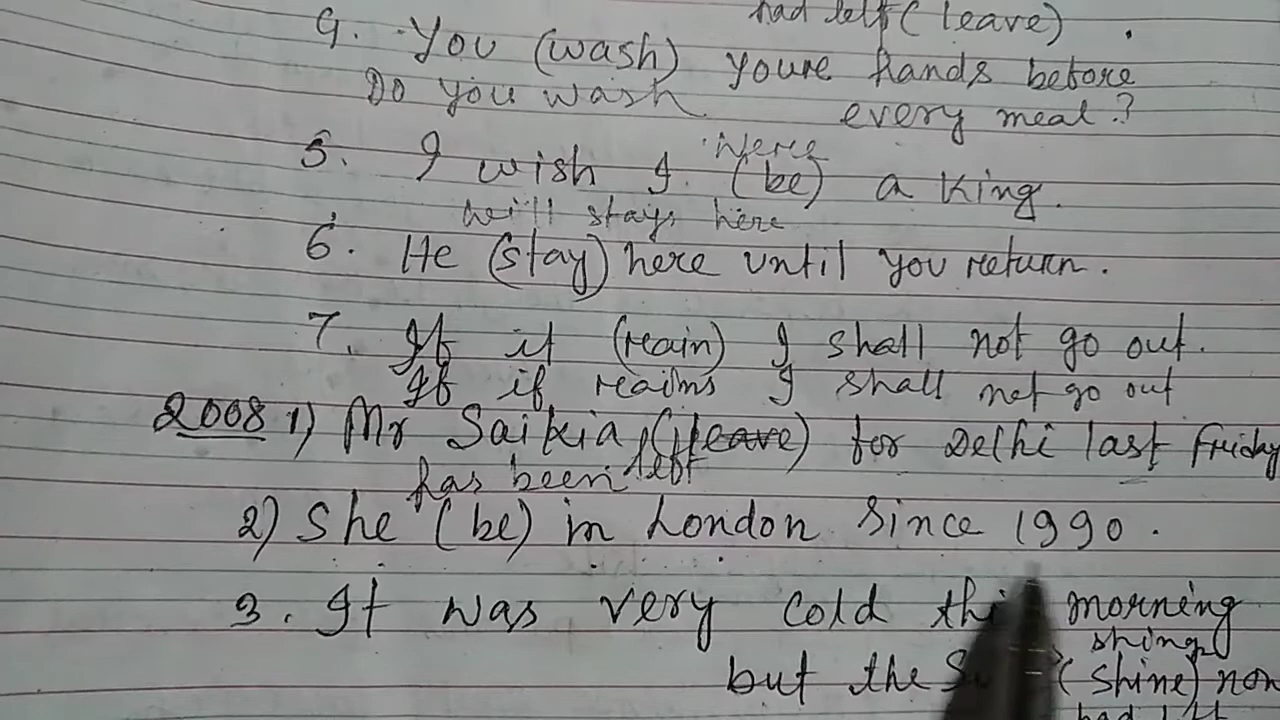 had left (leave) .
4. You (wash) youre hands before
Do you wash every meal?
were
5. I wish I (be) a King.
will stays here
6. He (stay) here until you return.
7. If it (rain) I shall not go out.
If it rains I shall not go out
2008 1) Mr Saikia (leave) for Delhi last Friday
left
has been
2) She (be) in London since 1990.
3. It was very cold this morning
but the (shine)
had left